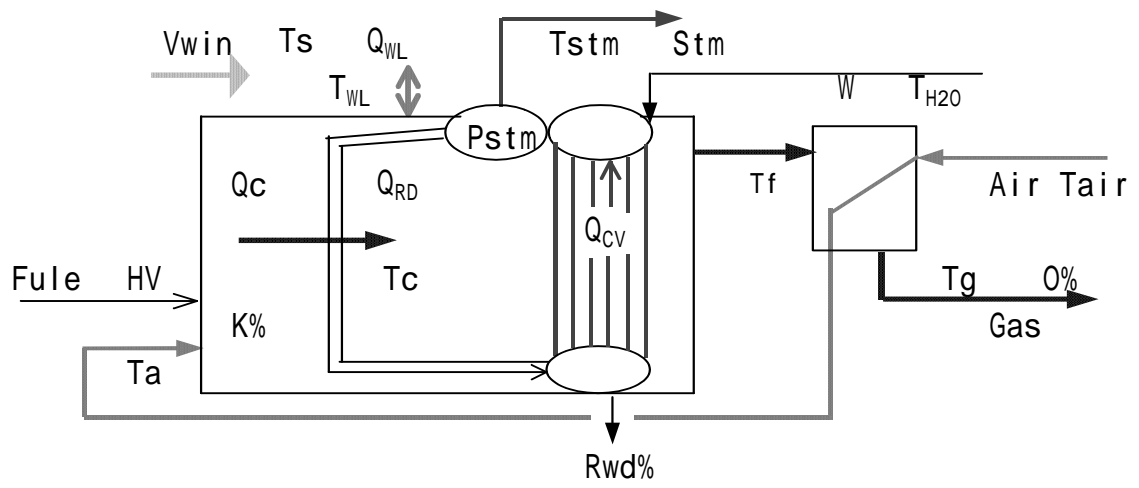 Vwin Ts Q_WL Tstm Stm
T_WL W T_H2O
Pstm
Qc Q_RD Tf Air Tair
Q_CV
Tc
Fule HV Tg O%
K% Gas
Ta
Rwd%